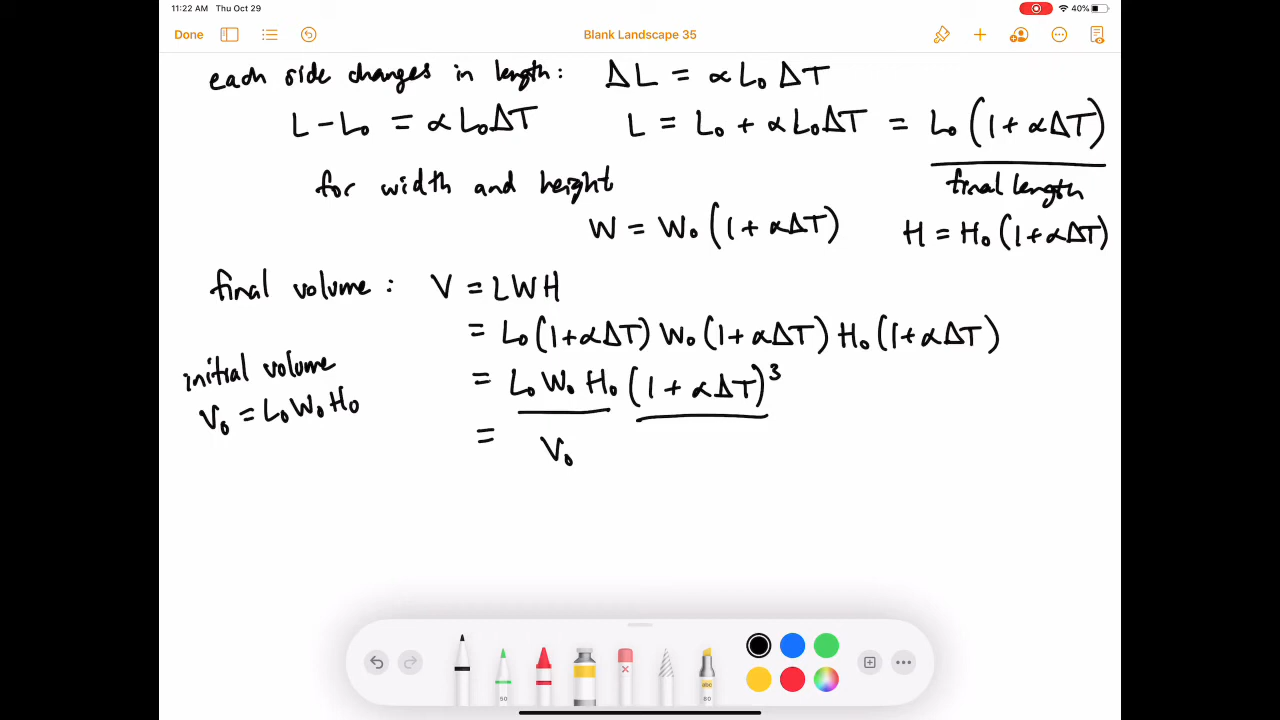 11:22 AM Thu Oct 29 40%
Done Blank Landscape 35
each side changes in length: ΔL = αL₀ΔT
L - L₀ = αL₀ΔT L = L₀ + αL₀ΔT = L₀(1 + αΔT)
for width and height final length
W = W₀(1 + αΔT) H = H₀(1 + αΔT)
final volume: V = LWH
= L₀(1+αΔT) W₀(1+αΔT) H₀(1+αΔT)
initial volume
= L₀W₀H₀(1 + αΔT)³
V₀ = L₀W₀H₀
= V₀
50 50 80